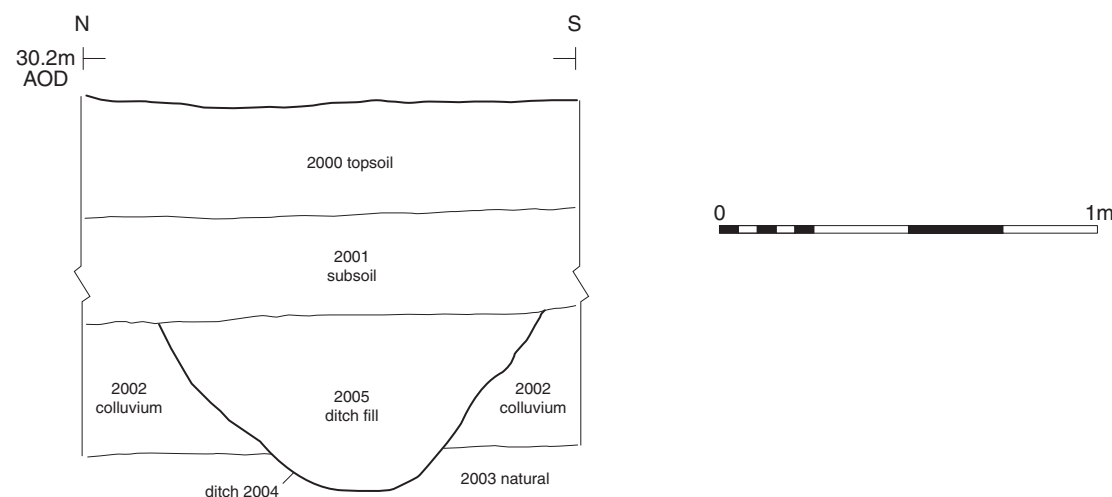 N
S
30.2m
AOD
2000 topsoil
0
1m
2001
subsoil
2002
colluvium
2005
ditch fill
2002
colluvium
2003 natural
ditch 2004